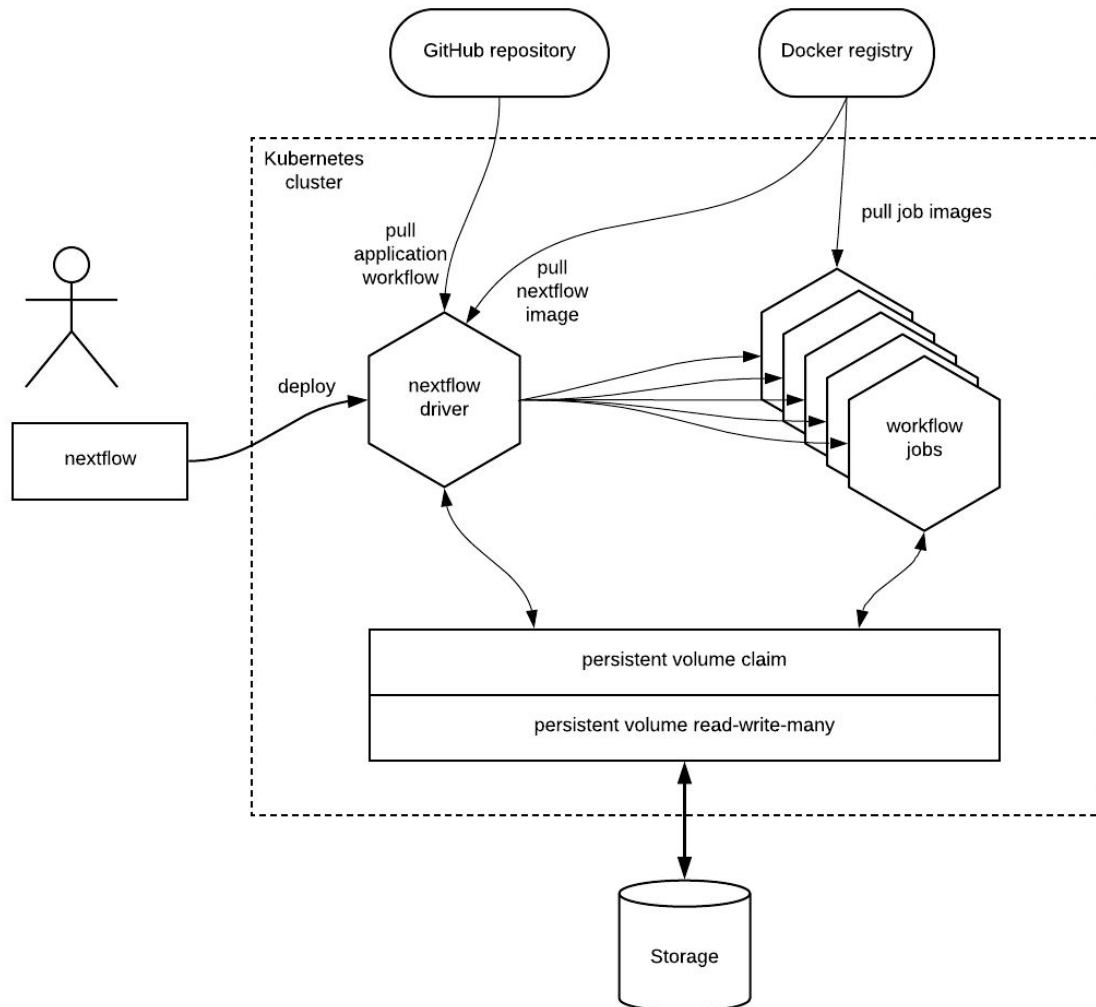 GitHub repository
Docker registry
Kubernetes
cluster
pull
application
workflow
pull
nextflow
image
pull job images
deploy
nextflow
nextflow
driver
workflow
jobs
persistent volume claim
persistent volume read-write-many
Storage